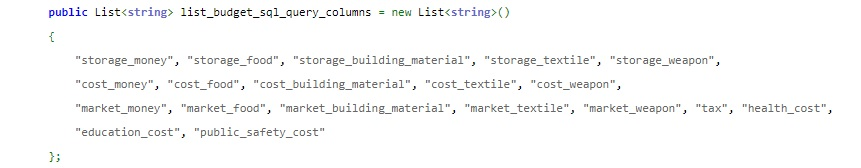 public List<string> list_budget_sql_query_columns = new List<string>()
{
"storage_money", "storage_food", "storage_building_material", "storage_textile", "storage_weapon",
"cost_money", "cost_food", "cost_building_material", "cost_textile", "cost_weapon",
"market_money", "market_food", "market_building_material", "market_textile", "market_weapon", "tax", "health_cost",
"education_cost", "public_safety_cost"
};